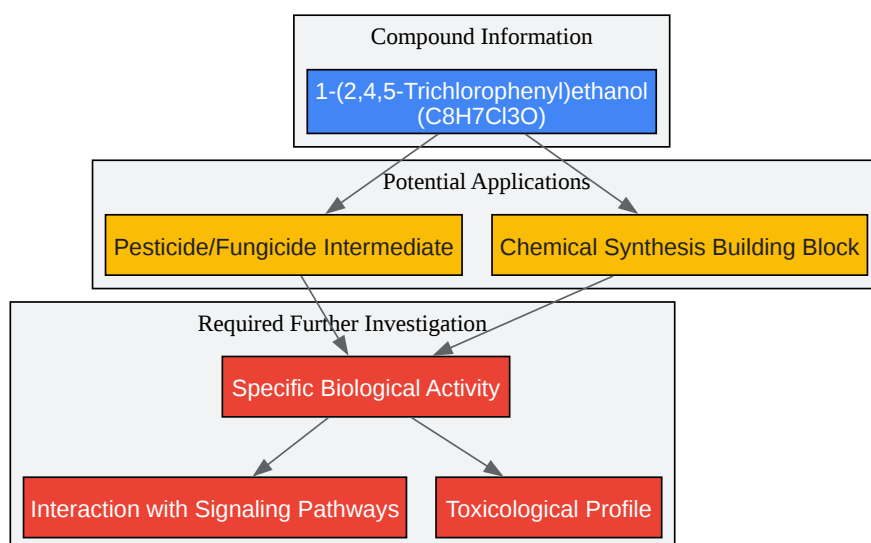 Compound Information
1-(2,4,5-Trichlorophenyl)ethanol
(C8H7Cl3O)
Potential Applications
Pesticide/Fungicide Intermediate
Chemical Synthesis Building Block
Required Further Investigation
Specific Biological Activity
Interaction with Signaling Pathways
Toxicological Profile